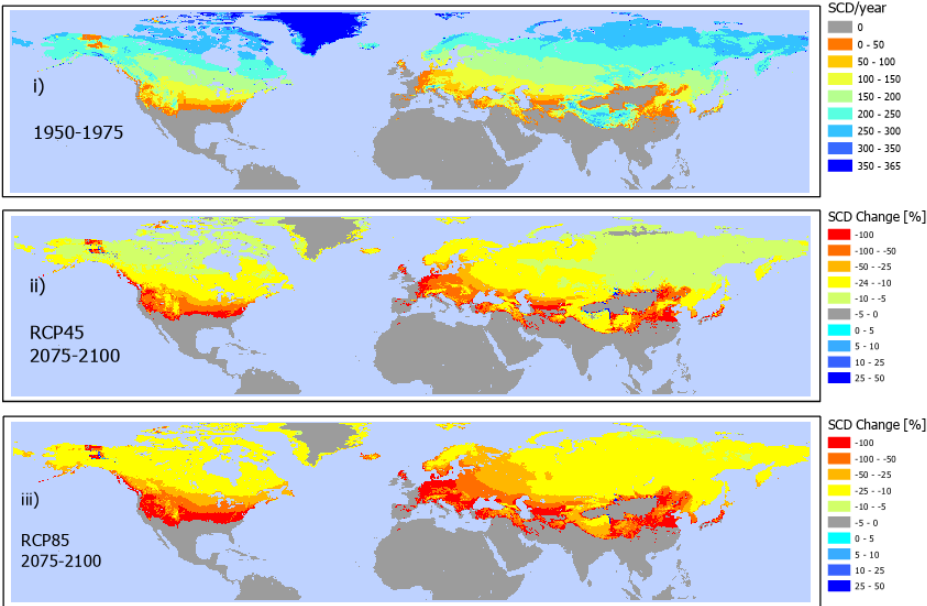 SCD/year
0
0 - 50
50 - 100
100 - 150
150 - 200
200 - 250
250 - 300
300 - 350
350 - 365
i)
1950-1975
SCD Change [%]
-100
-100 - -50
-50 - -25
-24 - -10
-10 - -5
-5 - 0
0 - 5
5 - 10
10 - 25
25 - 50
ii)
RCP45
2075-2100
SCD Change [%]
-100
-100 - -50
-50 - -25
-25 - -10
-10 - -5
-5 - 0
0 - 5
5 - 10
10 - 25
25 - 50
iii)
RCP85
2075-2100